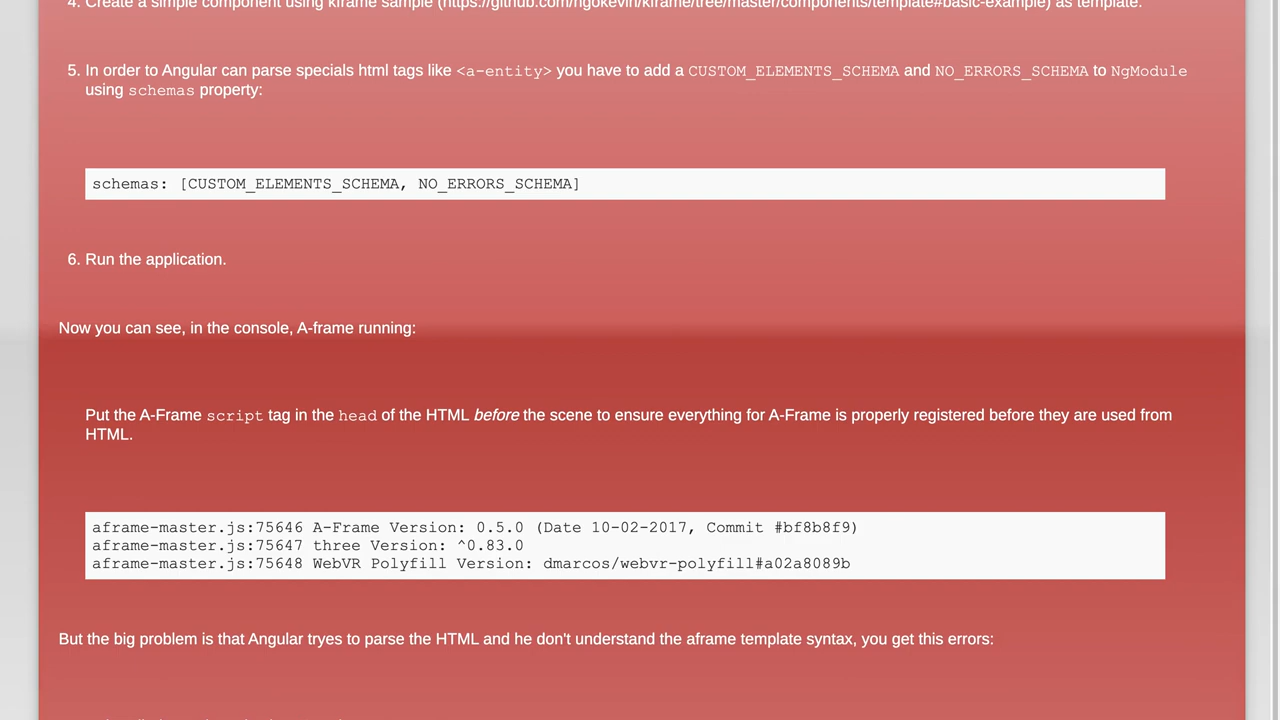 4. Create a simple component using kframe sample (https://github.com/ngokevin/kframe/tree/master/components/template#basic-example) as template.
5. In order to Angular can parse specials html tags like <a-entity> you have to add a CUSTOM_ELEMENTS_SCHEMA and NO_ERRORS_SCHEMA to NgModule
using schemas property:
schemas: [CUSTOM_ELEMENTS_SCHEMA, NO_ERRORS_SCHEMA]
6. Run the application.
Now you can see, in the console, A-frame running:
Put the A-Frame script tag in the head of the HTML before the scene to ensure everything for A-Frame is properly registered before they are used from
HTML.
aframe-master.js:75646 A-Frame Version: 0.5.0 (Date 10-02-2017, Commit #bf8b8f9)
aframe-master.js:75647 three Version: ^0.83.0
aframe-master.js:75648 WebVR Polyfill Version: dmarcos/webvr-polyfill#a02a8089b
But the big problem is that Angular tryes to parse the HTML and he don't understand the aframe template syntax, you get this errors: